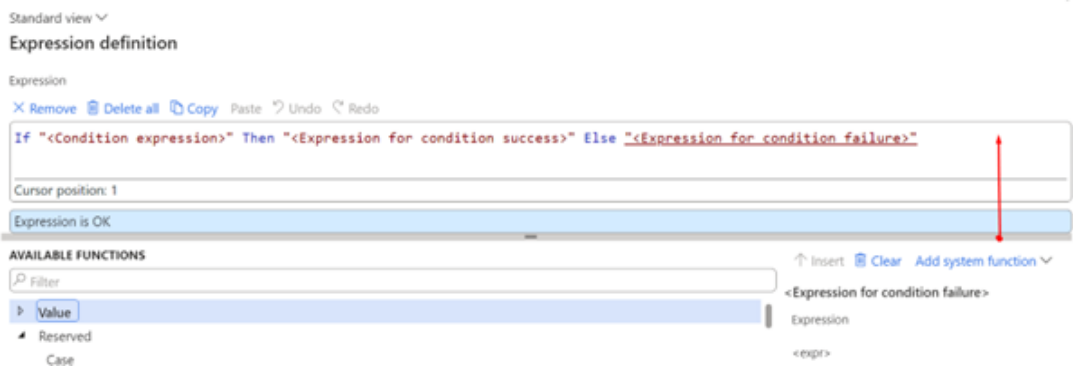 Standard view
Expression definition
Expression
Remove Delete all Copy Paste Undo Redo
If "<Condition expression>" Then "<Expression for condition success>" Else "<Expression for condition failure>"
Cursor position: 1
Expression is OK
AVAILABLE FUNCTIONS
Insert Clear Add system function
Filter
<Expression for condition failure>
Value
Expression
Reserved
Case
<expr>